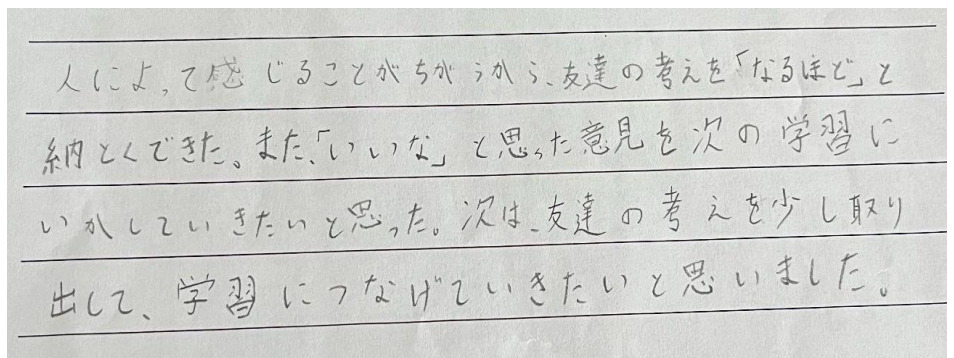 人によって感じることがちがうから、友達の考えを「なるほど」と
納とくできた。また、「いいな」と思った意見を次の学習に
いかしていきたいと思った。次は、友達の考えを少し取り
出して、学習につなげていきたいと思いました。